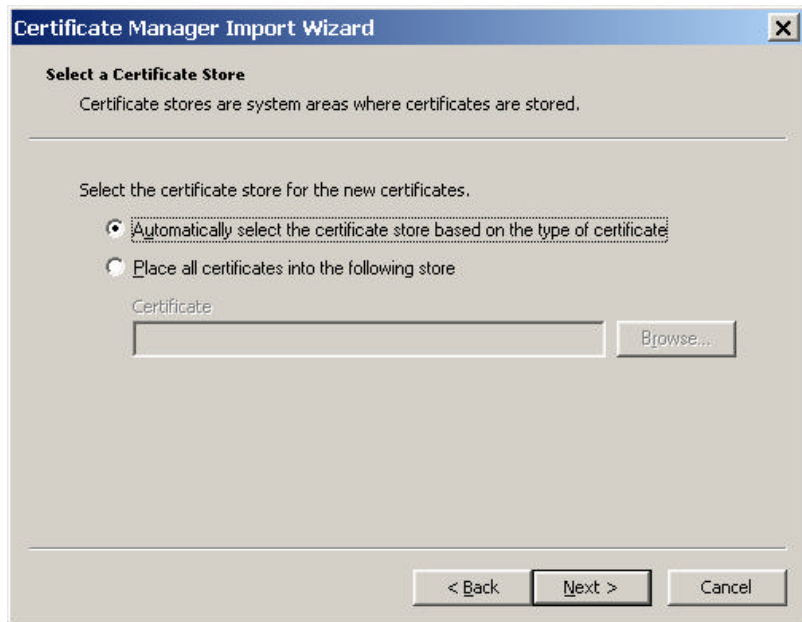 Certificate Manager Import Wizard
Select a Certificate Store
Certificate stores are system areas where certificates are stored.
Select the certificate store for the new certificates.
Automatically select the certificate store based on the type of certificate
Place all certificates into the following store
Certificate
Browse...
< Back Next > Cancel